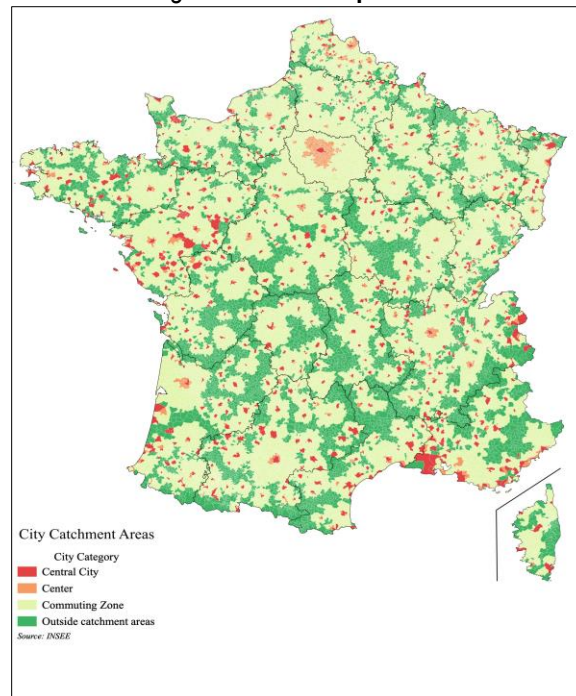 City Catchment Areas
City Category
Central City
Center
Commuting Zone
Outside catchment areas
Source: INSEE